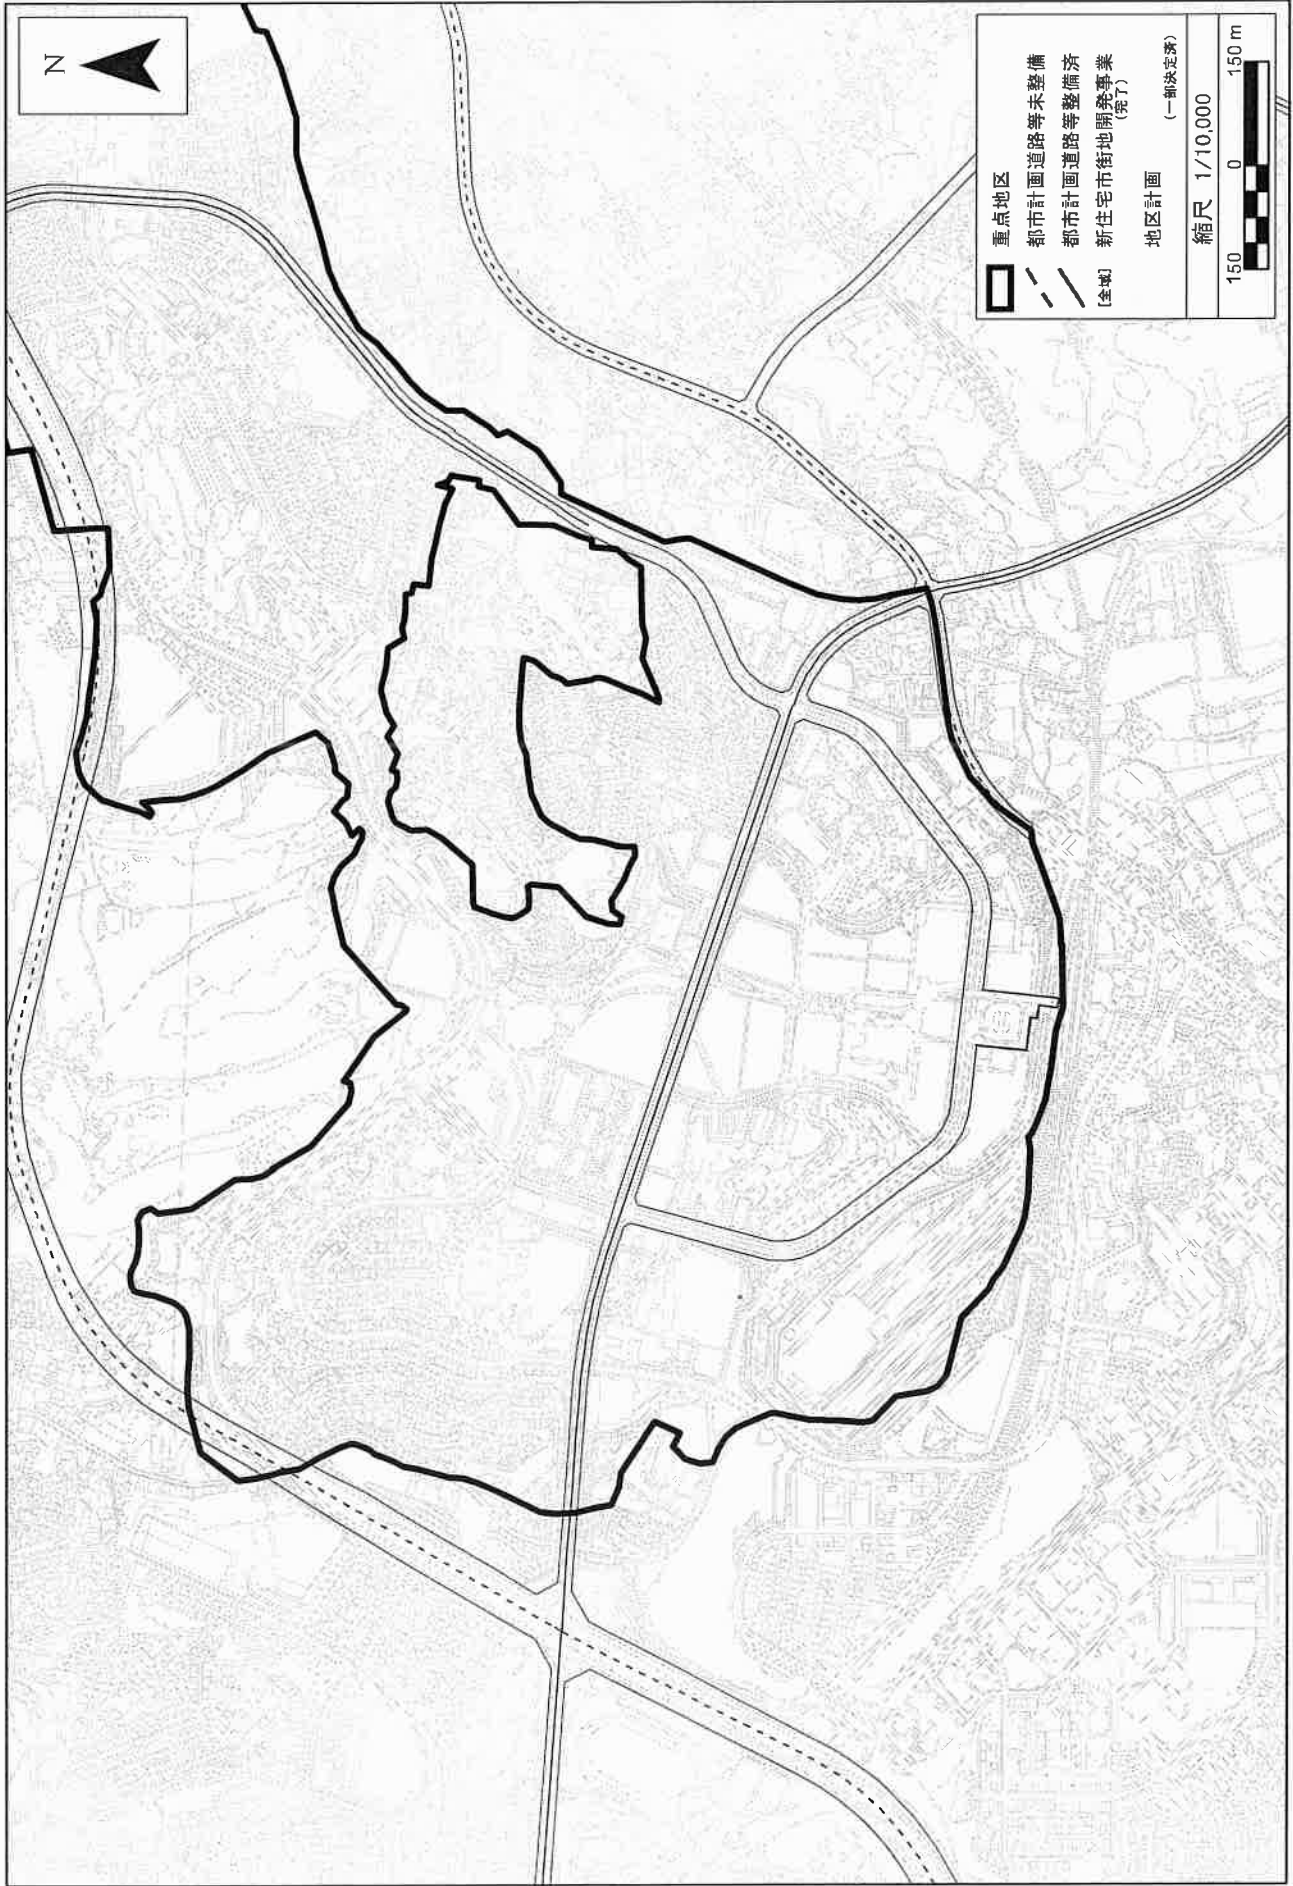 N
重点地区
都市計画道路等未整備
都市計画道路等整備済
[全域] 新住宅市街地開発事業
(完了)
地区計画
(一部決定済)
縮尺 1/10,000
150 0 150 m